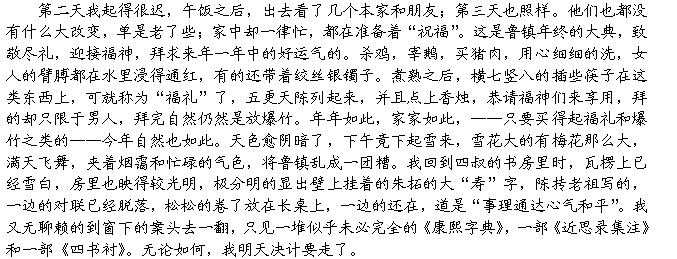 第二天我起得很迟，午饭之后，出去看了几个本家和朋友；第三天也照样。他们也都没
有什么大改变，单是老了些；家中却一律忙，都在准备着“祝福”。这是鲁镇年终的大典，致
敬尽礼，迎接福神，拜求来年一年中的好运气的。杀鸡，宰鹅，买猪肉，用心细细的洗，女
人的臂膊都在水里浸得通红，有的还带着绞丝银镯子。煮熟之后，横七竖八的插些筷子在这
类东西上，可就称为“福礼”了，五更天陈列起来，并且点上香烛，恭请福神们来享用，拜
的却只限于男人，拜完自然仍然是放爆竹。年年如此，家家如此，——只要买得起福礼和爆
竹之类的——今年自然也如此。天色愈阴暗了，下午竟下起雪来，雪花大的有梅花那么大，
满天飞舞，夹着烟霭和忙碌的气色，将鲁镇乱成一团糟。我回到四叔的书房里时，瓦楞上已
经雪白，房里也映得较光明，极分明的显出壁上挂着的朱拓的大“寿”字，陈抟老祖写的，
一边的对联已经脱落，松松的卷了放在长桌上，一边的还在，道是“事理通达心气和平”。我
又无聊赖的到窗下的案头去一翻，只见一堆似乎未必完全的《康熙字典》，一部《近思录集注》
和一部《四书衬》。无论如何，我明天决计要走了。